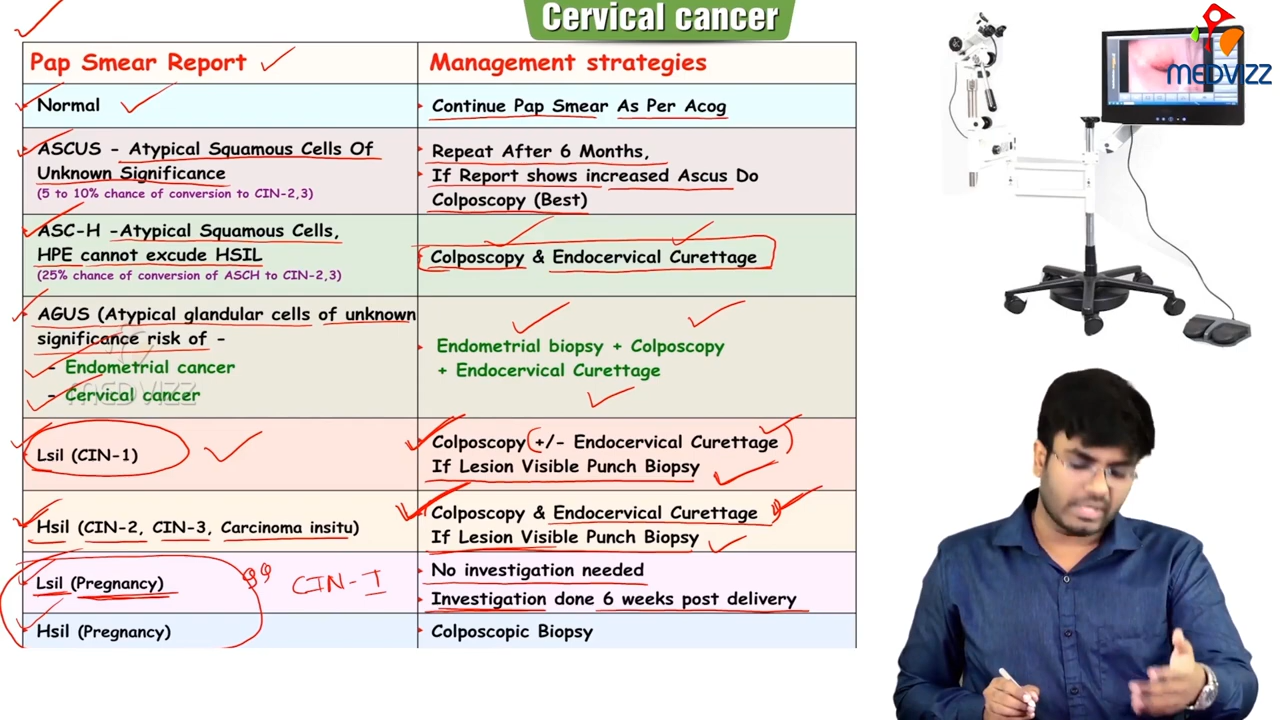 Cervical cancer
MEDVIZZ
Pap Smear Report
Management strategies
Normal
Continue Pap Smear As Per Acog
ASCUS - Atypical Squamous Cells Of
Unknown Significance
(5 to 10% chance of conversion to CIN-2,3)
Repeat After 6 Months,
If Report shows increased Ascus Do
Colposcopy (Best)
ASC-H -Atypical Squamous Cells,
HPE cannot excude HSIL
(25% chance of conversion of ASCH to CIN-2,3)
Colposcopy & Endocervical Curettage
AGUS (Atypical glandular cells of unknown
significance risk of -
- Endometrial cancer
- Cervical cancer
MEDVIZZ
Endometrial biopsy + Colposcopy
+ Endocervical Curettage
Lsil (CIN-1)
Colposcopy (+/- Endocervical Curettage)
If Lesion Visible Punch Biopsy
Hsil (CIN-2, CIN-3, Carcinoma insitu)
Colposcopy & Endocervical Curettage
If Lesion Visible Punch Biopsy
Lsil (Pregnancy)
CIN-I
No investigation needed
Investigation done 6 weeks post delivery
Hsil (Pregnancy)
Colposcopic Biopsy